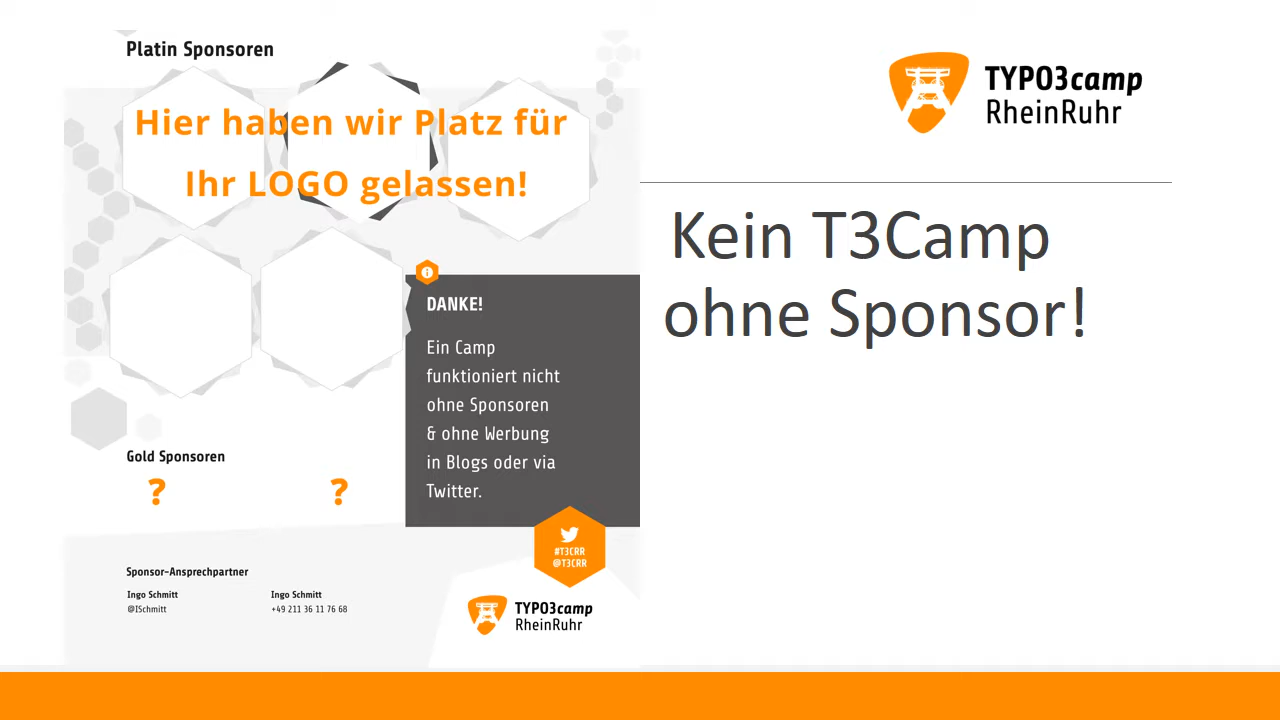 Platin Sponsoren
Hier haben wir Platz für
Ihr LOGO gelassen!
DANKE!
Ein Camp
funktioniert nicht
ohne Sponsoren
& ohne Werbung
in Blogs oder via
Twitter.
Gold Sponsoren
? ?
#T3CRR
@T3CRR
Sponsor-Ansprechpartner
Ingo Schmitt Ingo Schmitt
@ISchmitt +49 211 36 11 76 68
TYPO3camp
RheinRuhr
TYPO3camp
RheinRuhr
Kein T3Camp
ohne Sponsor!